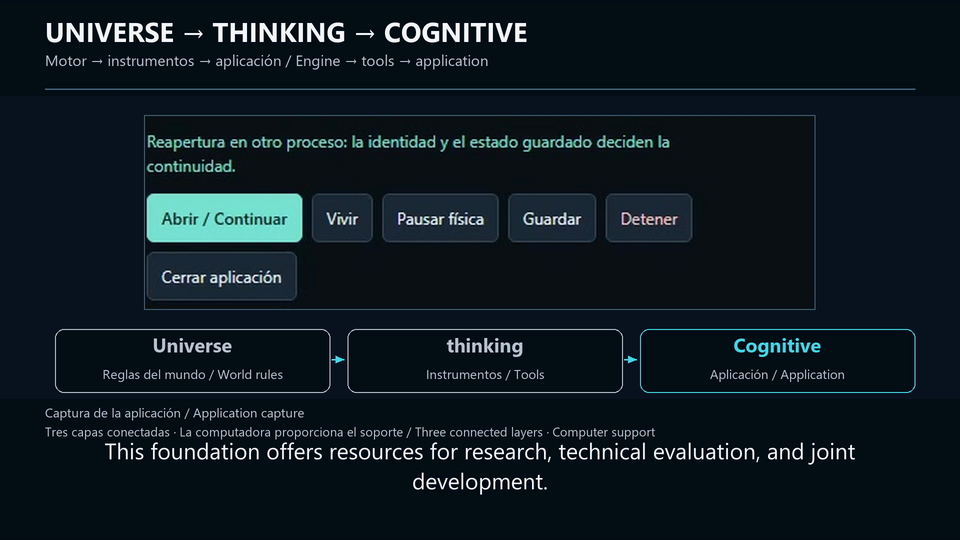 UNIVERSE → THINKING → COGNITIVE
Motor → instrumentos → aplicación / Engine → tools → application
Reapertura en otro proceso: la identidad y el estado guardado deciden la
continuidad.
Abrir / Continuar
Vivir
Pausar física
Guardar
Detener
Cerrar aplicación
Universe
Reglas del mundo / World rules
thinking
Instrumentos / Tools
Cognitive
Aplicación / Application
Captura de la aplicación / Application capture
Tres capas conectadas · La computadora proporciona el soporte / Three connected layers · Computer support
This foundation offers resources for research, technical evaluation, and joint
development.